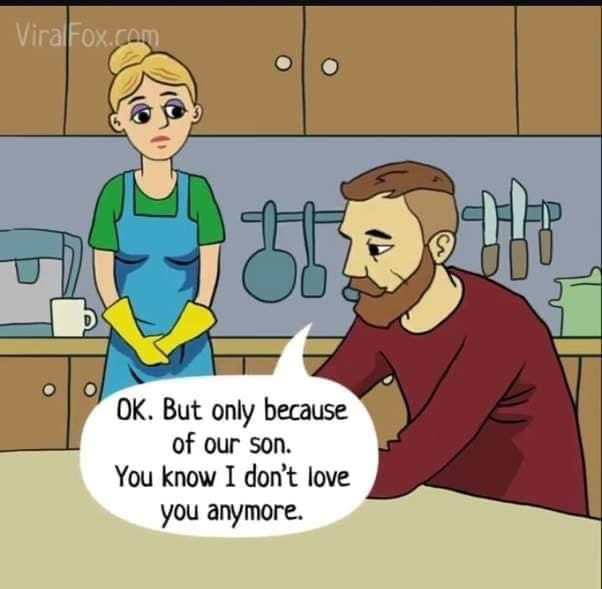 ViralFox.com
OK. But only because
of our son.
You know I don't love
you anymore.